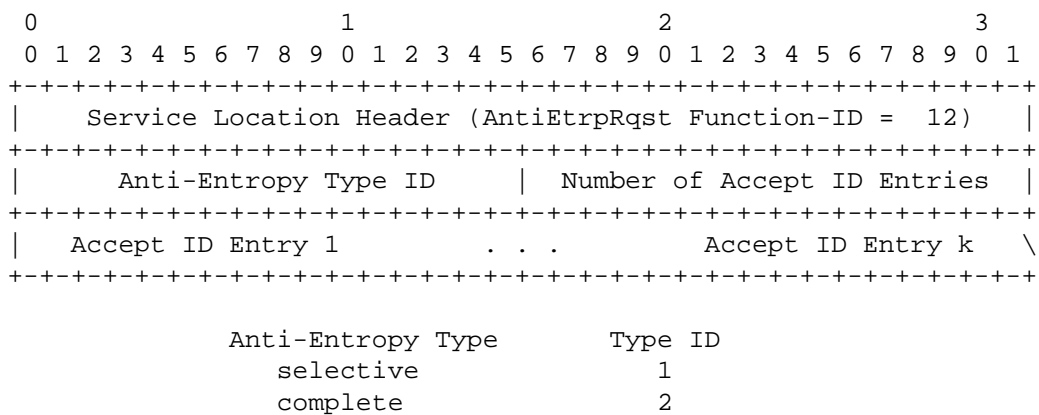 0                   1                   2                   3
 0 1 2 3 4 5 6 7 8 9 0 1 2 3 4 5 6 7 8 9 0 1 2 3 4 5 6 7 8 9 0 1
+-+-+-+-+-+-+-+-+-+-+-+-+-+-+-+-+-+-+-+-+-+-+-+-+-+-+-+-+-+-+-+-+
|    Service Location Header (AntiEtrpRqst Function-ID =  12)   |
+-+-+-+-+-+-+-+-+-+-+-+-+-+-+-+-+-+-+-+-+-+-+-+-+-+-+-+-+-+-+-+-+
|      Anti-Entropy Type ID     |  Number of Accept ID Entries  |
+-+-+-+-+-+-+-+-+-+-+-+-+-+-+-+-+-+-+-+-+-+-+-+-+-+-+-+-+-+-+-+-+
|   Accept ID Entry 1         . . .         Accept ID Entry k   \
+-+-+-+-+-+-+-+-+-+-+-+-+-+-+-+-+-+-+-+-+-+-+-+-+-+-+-+-+-+-+-+-+
              Anti-Entropy Type       Type ID
                 selective               1
                 complete                2